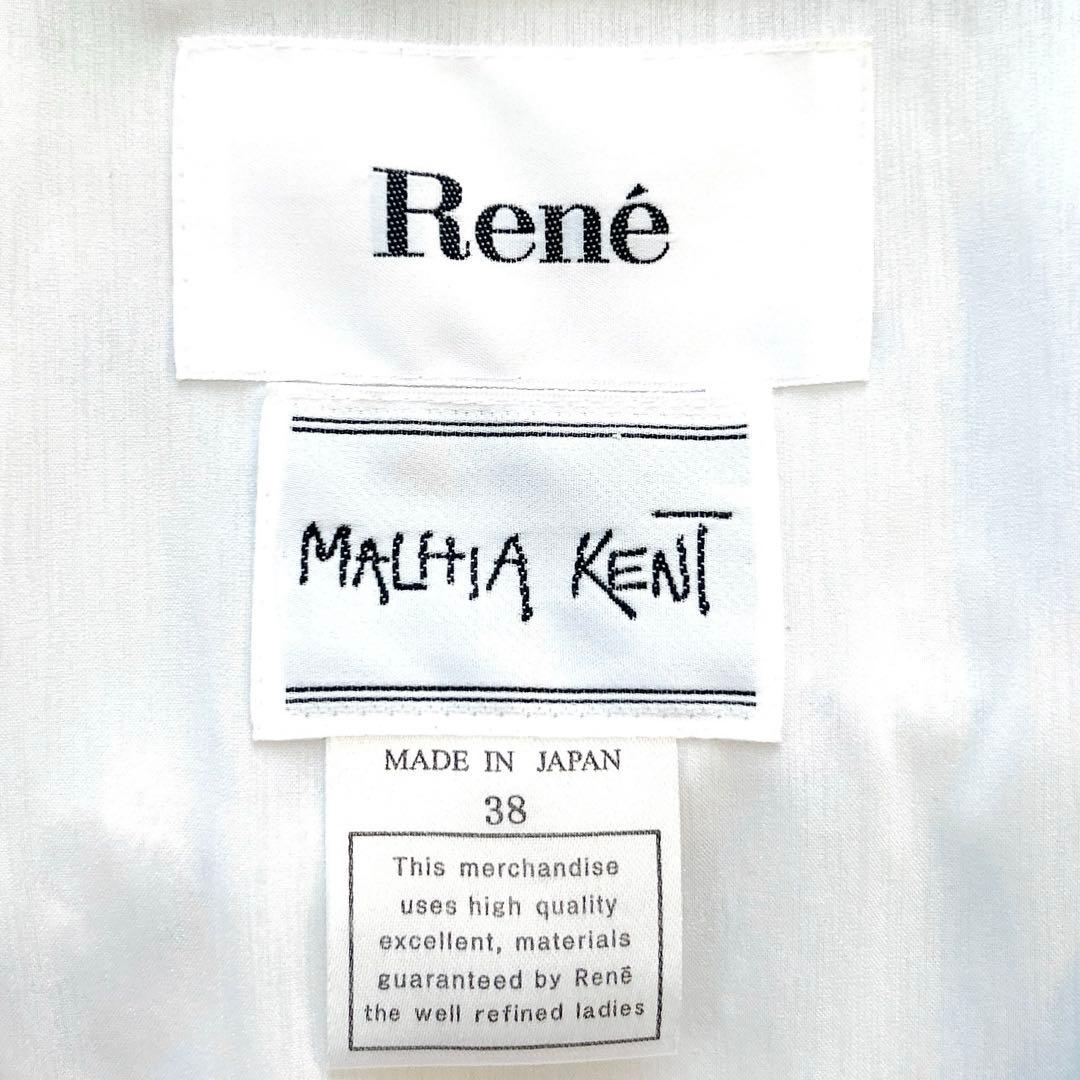 René
MALHIA KENT
MADE IN JAPAN
38
This merchandise
uses high quality
excellent, materials
guaranteed by Renē
the well refined ladies